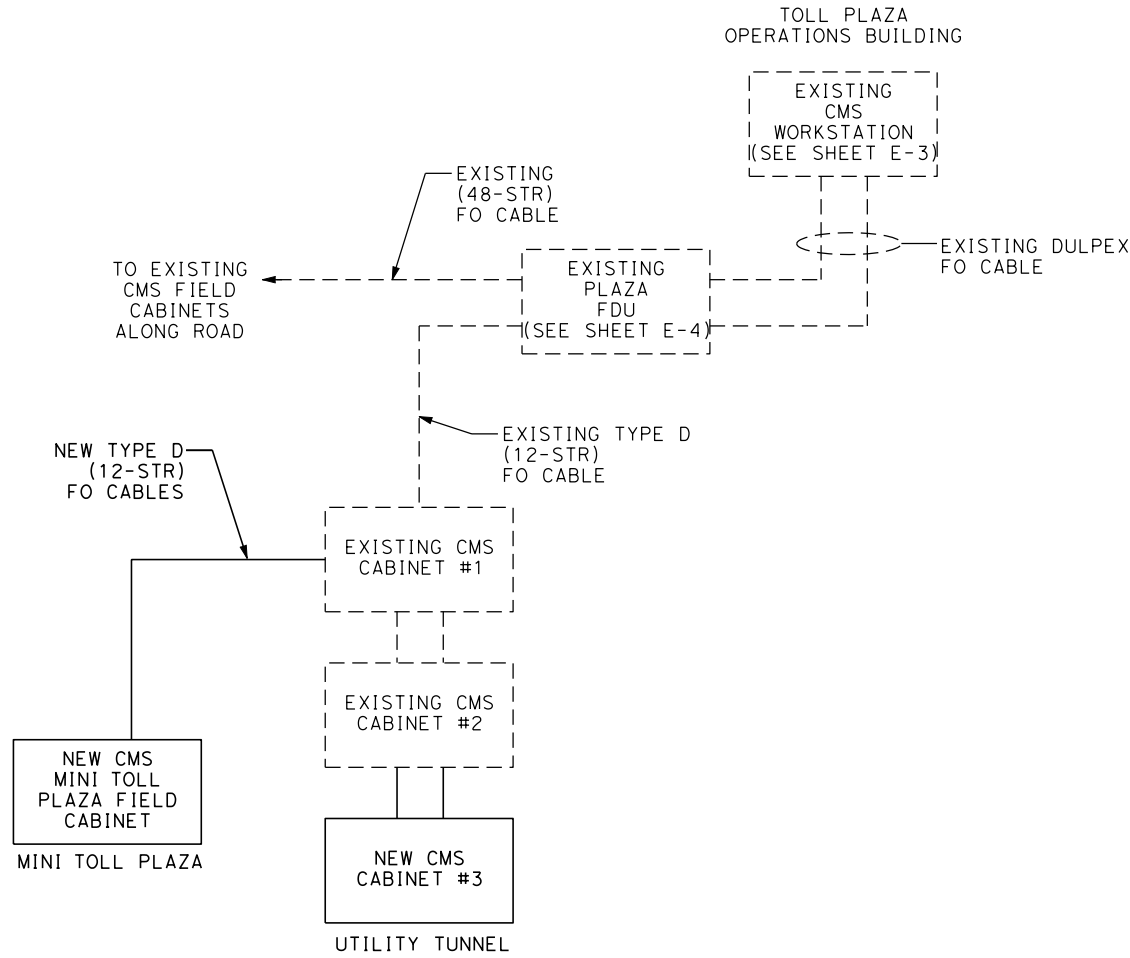 TOLL PLAZA
OPERATIONS BUILDING
EXISTING
CMS
WORKSTATION
(SEE SHEET E-3)
EXISTING
(48-STR)
FO CABLE
EXISTING DULPEX
FO CABLE
TO EXISTING
CMS FIELD
CABINETS
ALONG ROAD
EXISTING
PLAZA
FDU
(SEE SHEET E-4)
EXISTING TYPE D
(12-STR)
FO CABLE
NEW TYPE D
(12-STR)
FO CABLES
EXISTING CMS
CABINET #1
EXISTING CMS
CABINET #2
NEW CMS
MINI TOLL
PLAZA FIELD
CABINET
MINI TOLL PLAZA
NEW CMS
CABINET #3
UTILITY TUNNEL